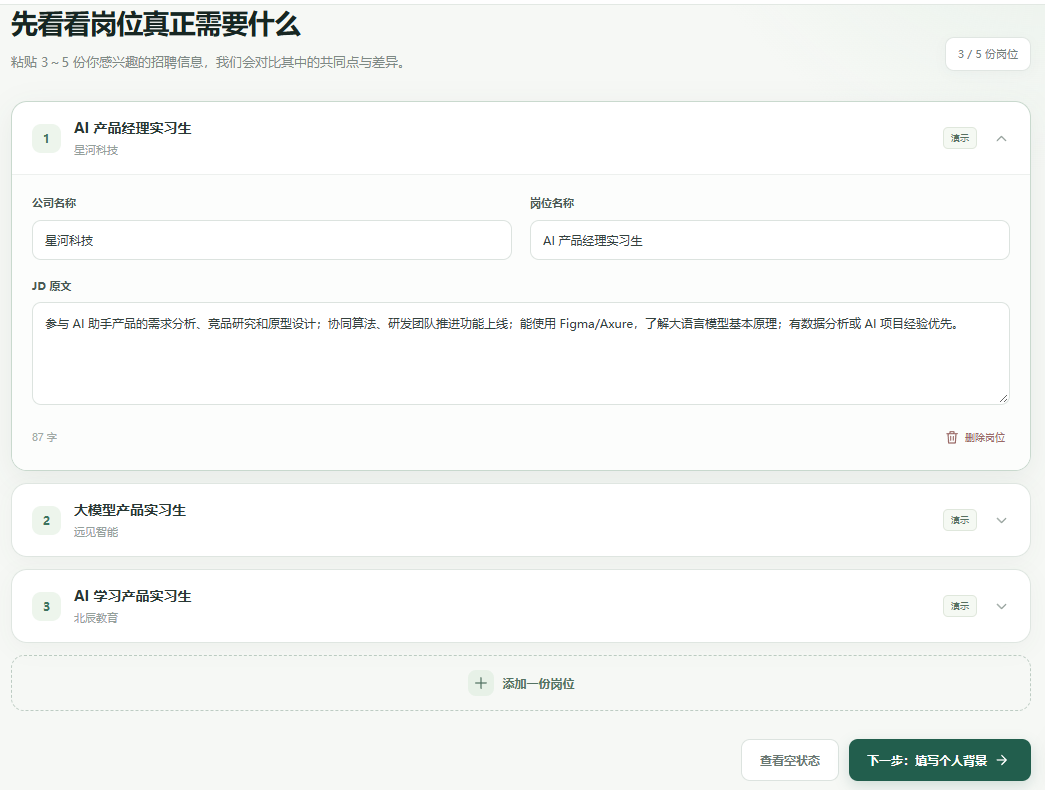 先看看岗位真正需要什么
粘贴 3～5 份你感兴趣的招聘信息，我们会对比其中的共同点与差异。
3 / 5 份岗位
1
AI 产品经理实习生
星河科技
演示
公司名称
岗位名称
星河科技
AI 产品经理实习生
JD 原文
参与 AI 助手产品的需求分析、竞品研究和原型设计；协同算法、研发团队推进功能上线；能使用 Figma/Axure，了解大语言模型基本原理；有数据分析或 AI 项目经验优先。
87 字
删除岗位
2
大模型产品实习生
远见智能
演示
3
AI 学习产品实习生
北辰教育
演示
添加一份岗位
查看空状态
下一步：填写个人背景